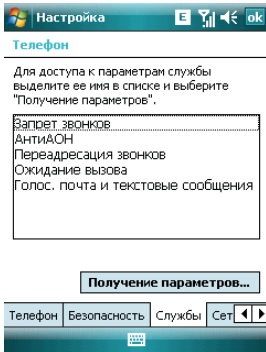 Настройка E ok
Телефон
Для доступа к параметрам службы
выделите ее имя в списке и выберите
"Получение параметров".
Запрет звонков
АнтиАОН
Переадресация звонков
Ожидание вызова
Голос. почта и текстовые сообщения
Получение параметров...
Телефон Безопасность Службы Сет